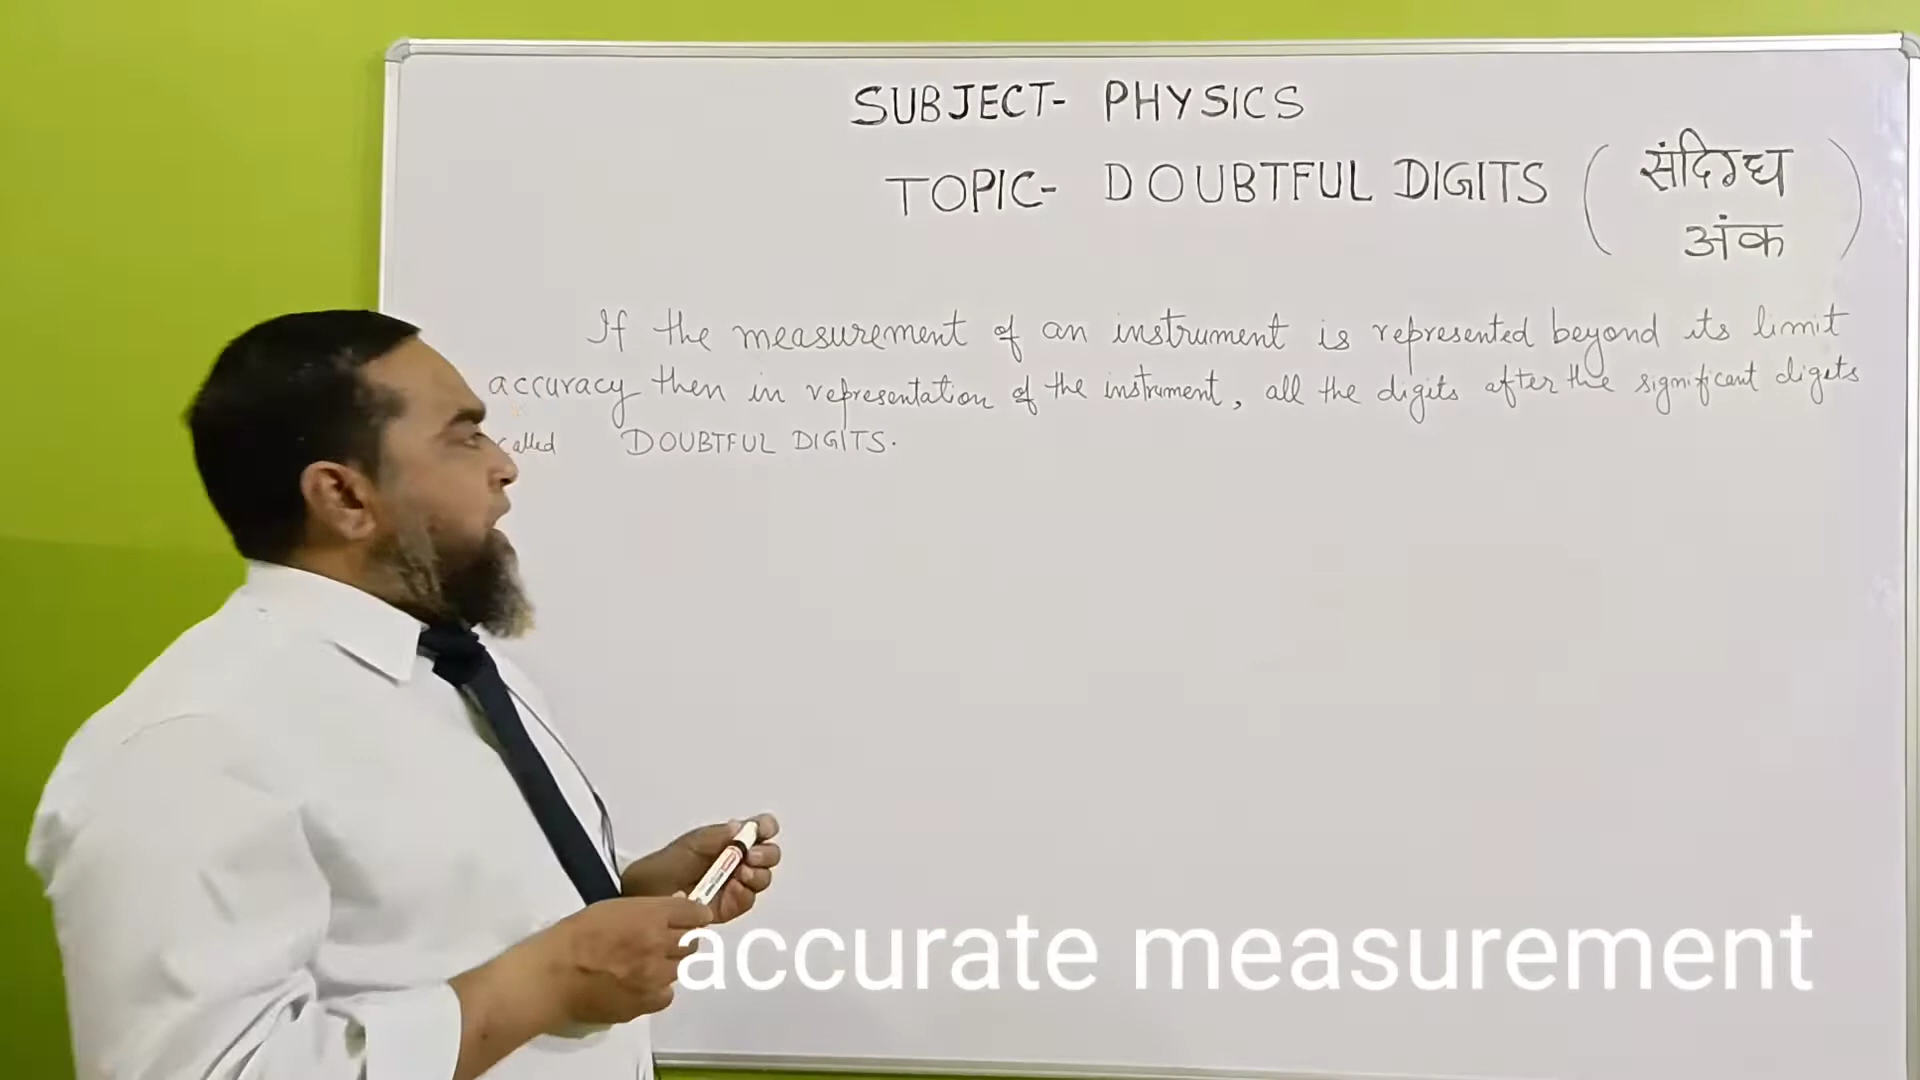 SUBJECT- PHYSICS
TOPIC- DOUBTFUL DIGITS (संदिग्ध
अंक)
If the measurement of an instrument is represented beyond its limit
accuracy then in representation of the instrument, all the digits after the significant digits
called DOUBTFUL DIGITS.
accurate measurement